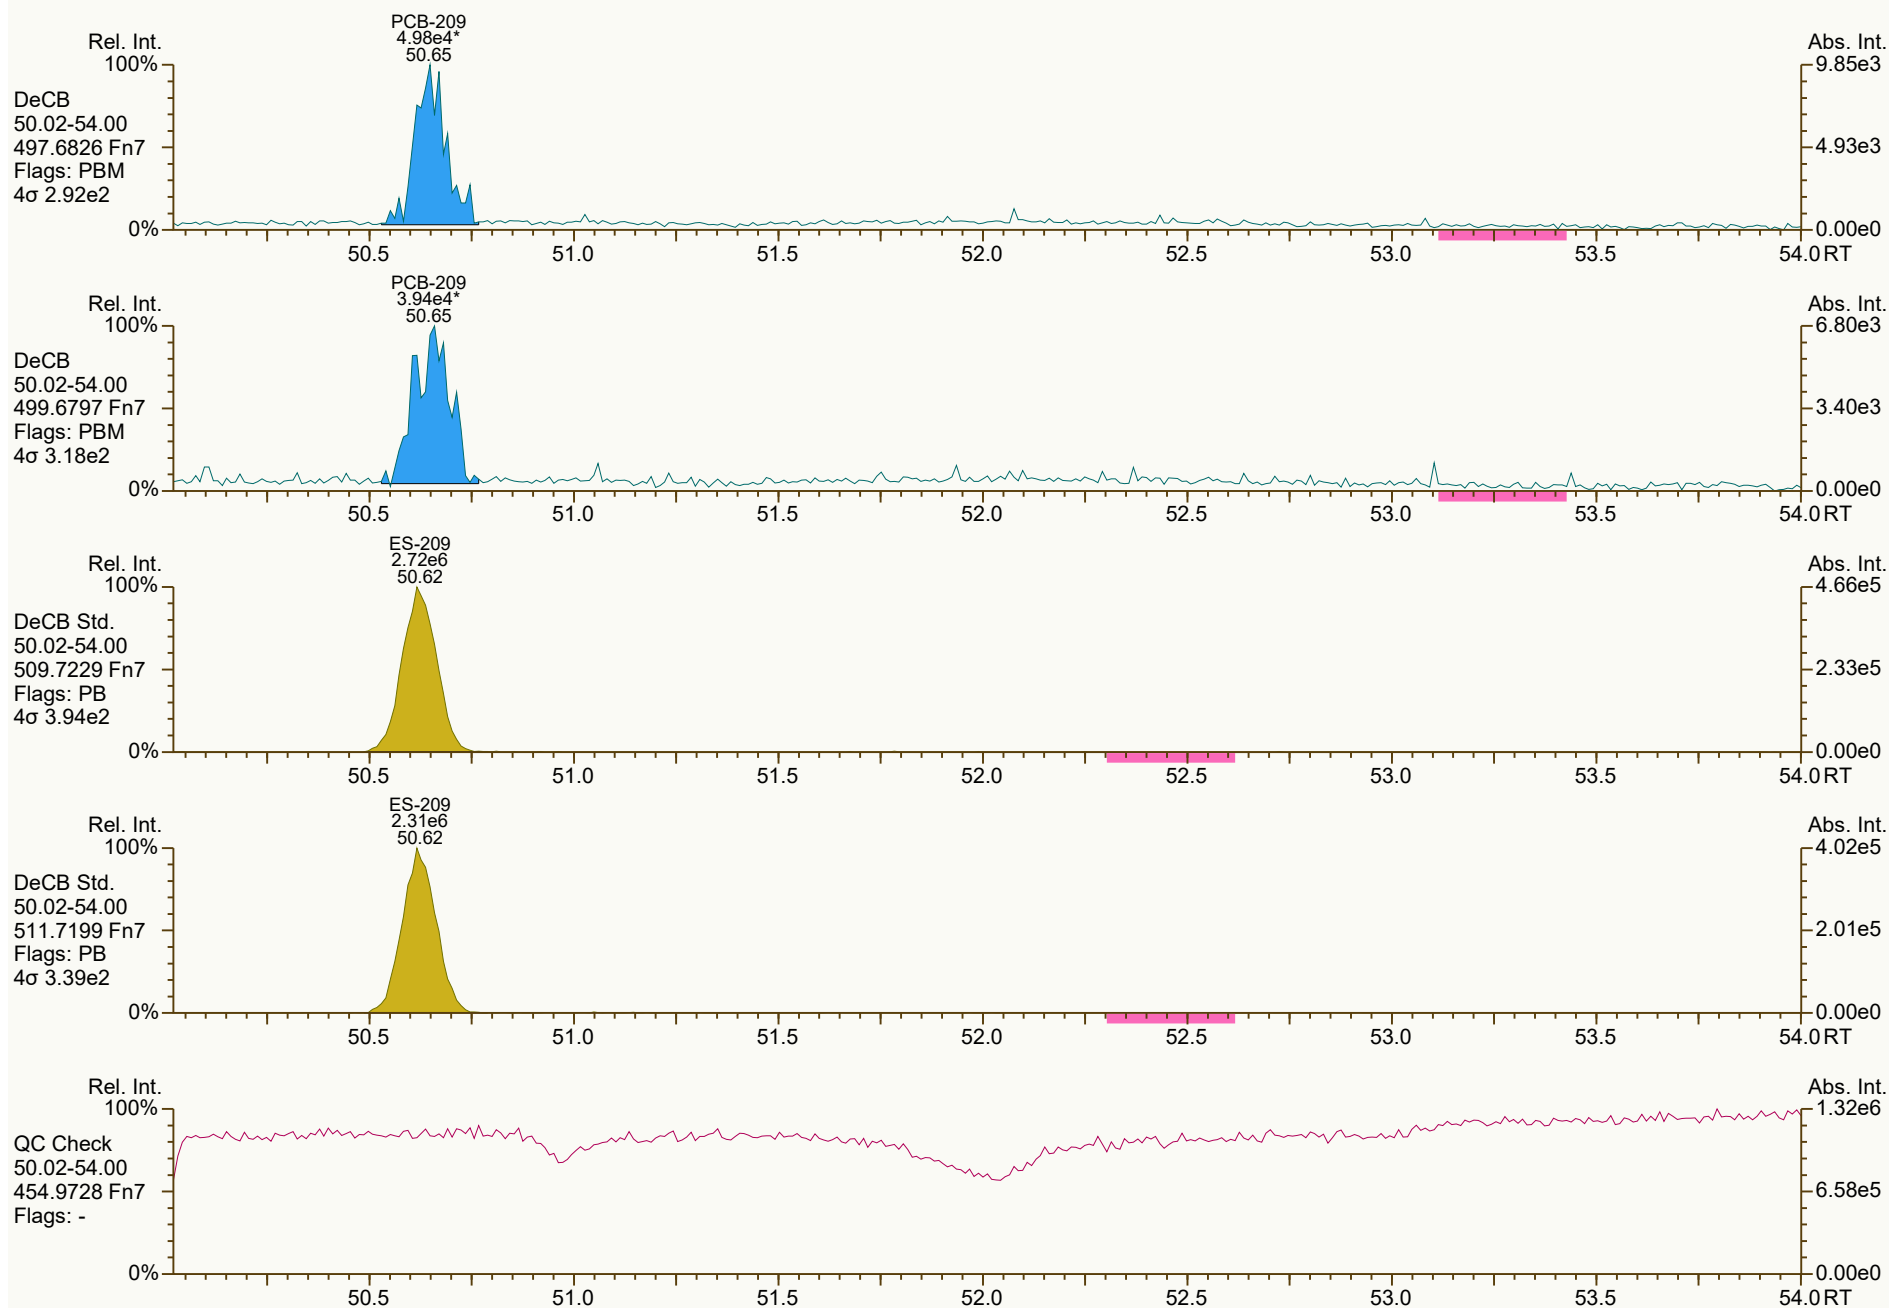 PCB-209
4.98e4*
50.65
Rel. Int.
Abs. Int.
100%
9.85e3
DeCB
50.02-54.00
497.6826 Fn7
Flags: PBM
4σ 2.92e2
4.93e3
0%
0.00e0
50.5 51.0 51.5 52.0 52.5 53.0 53.5 54.0 RT
PCB-209
3.94e4*
50.65
Rel. Int.
Abs. Int.
100%
6.80e3
DeCB
50.02-54.00
499.6797 Fn7
Flags: PBM
4σ 3.18e2
3.40e3
0%
0.00e0
50.5 51.0 51.5 52.0 52.5 53.0 53.5 54.0 RT
ES-209
2.72e6
50.62
Rel. Int.
Abs. Int.
100%
4.66e5
DeCB Std.
50.02-54.00
509.7229 Fn7
Flags: PB
4σ 3.94e2
2.33e5
0%
0.00e0
50.5 51.0 51.5 52.0 52.5 53.0 53.5 54.0 RT
ES-209
2.31e6
50.62
Rel. Int.
Abs. Int.
100%
4.02e5
DeCB Std.
50.02-54.00
511.7199 Fn7
Flags: PB
4σ 3.39e2
2.01e5
0%
0.00e0
50.5 51.0 51.5 52.0 52.5 53.0 53.5 54.0 RT
Rel. Int.
Abs. Int.
100%
1.32e6
QC Check
50.02-54.00
454.9728 Fn7
Flags: -
6.58e5
0%
0.00e0
50.5 51.0 51.5 52.0 52.5 53.0 53.5 54.0 RT